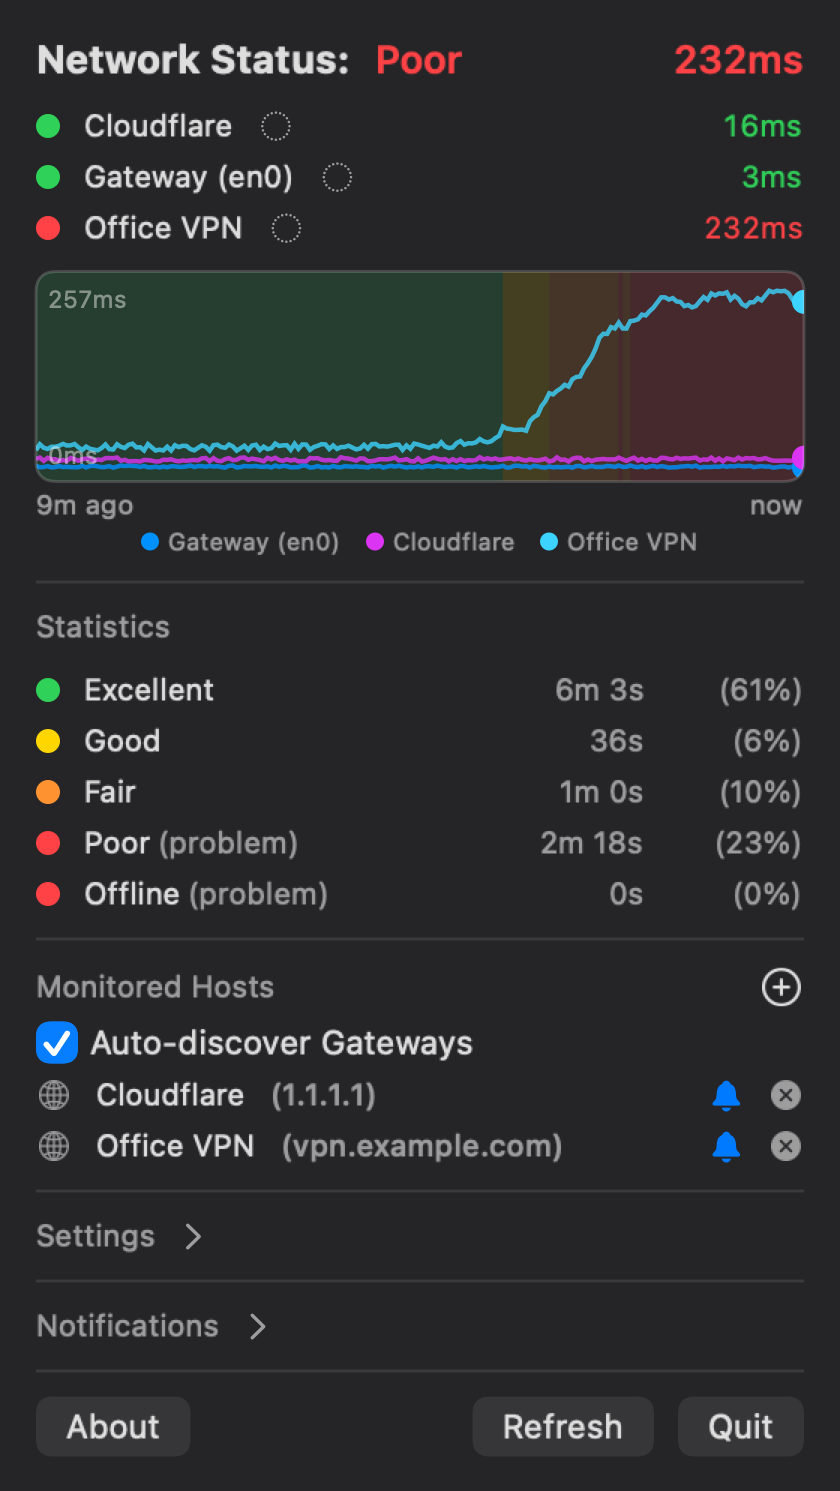 Network Status: Poor 232ms
Cloudflare 16ms
Gateway (en0) 3ms
Office VPN 232ms
257ms
0ms
9m ago now
Gateway (en0) Cloudflare Office VPN
Statistics
Excellent 6m 3s (61%)
Good 36s (6%)
Fair 1m 0s (10%)
Poor (problem) 2m 18s (23%)
Offline (problem) 0s (0%)
Monitored Hosts
Auto-discover Gateways
Cloudflare (1.1.1.1)
Office VPN (vpn.example.com)
Settings
Notifications
About Refresh Quit